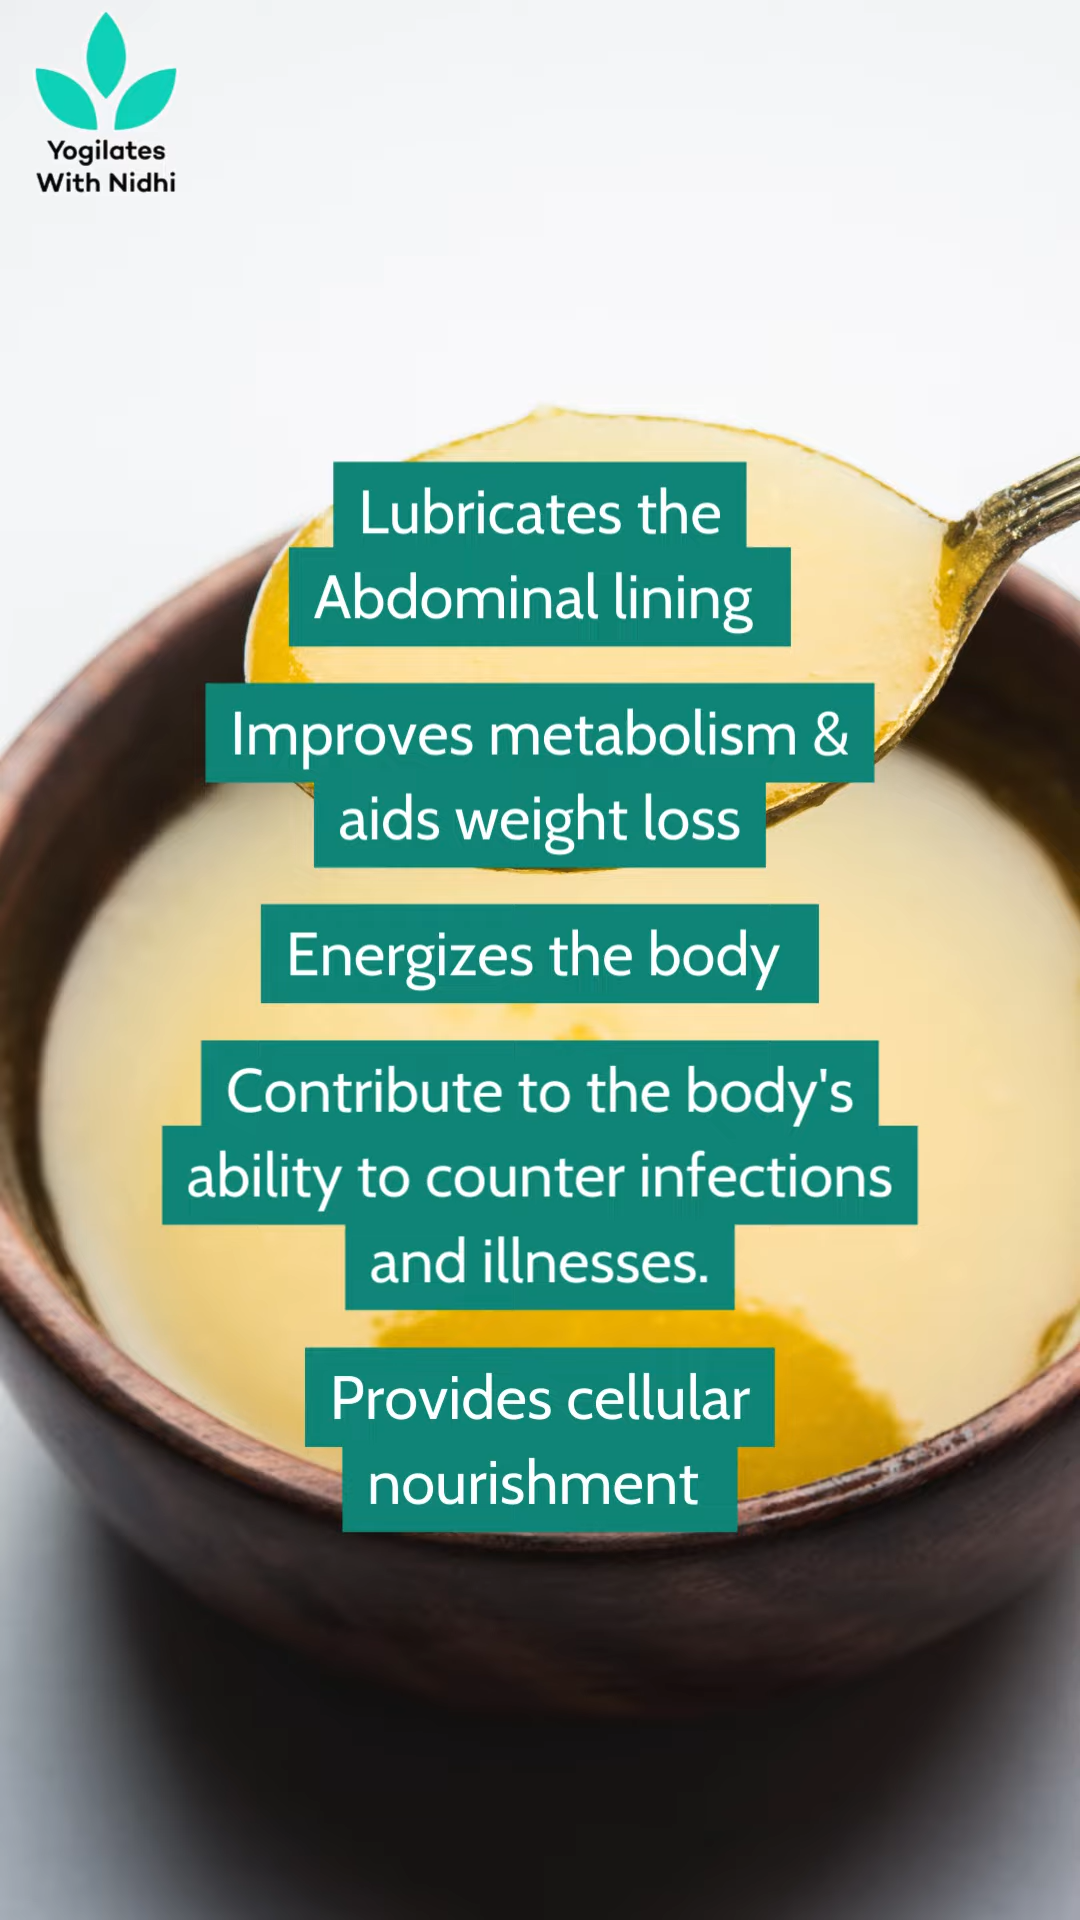 Yogilates
With Nidhi
Lubricates the
Abdominal lining
Improves metabolism &
aids weight loss
Energizes the body
Contribute to the body's
ability to counter infections
and illnesses.
Provides cellular
nourishment